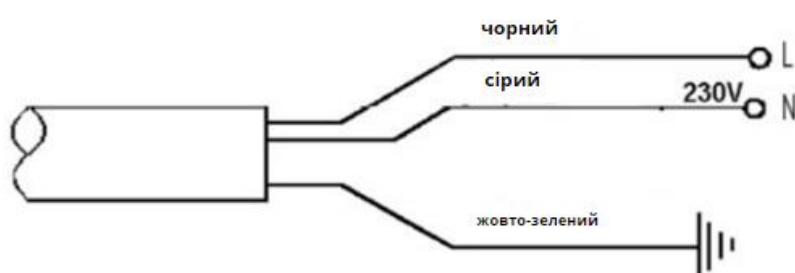 чорний
L
сірий
230V
N
жовто-зелений